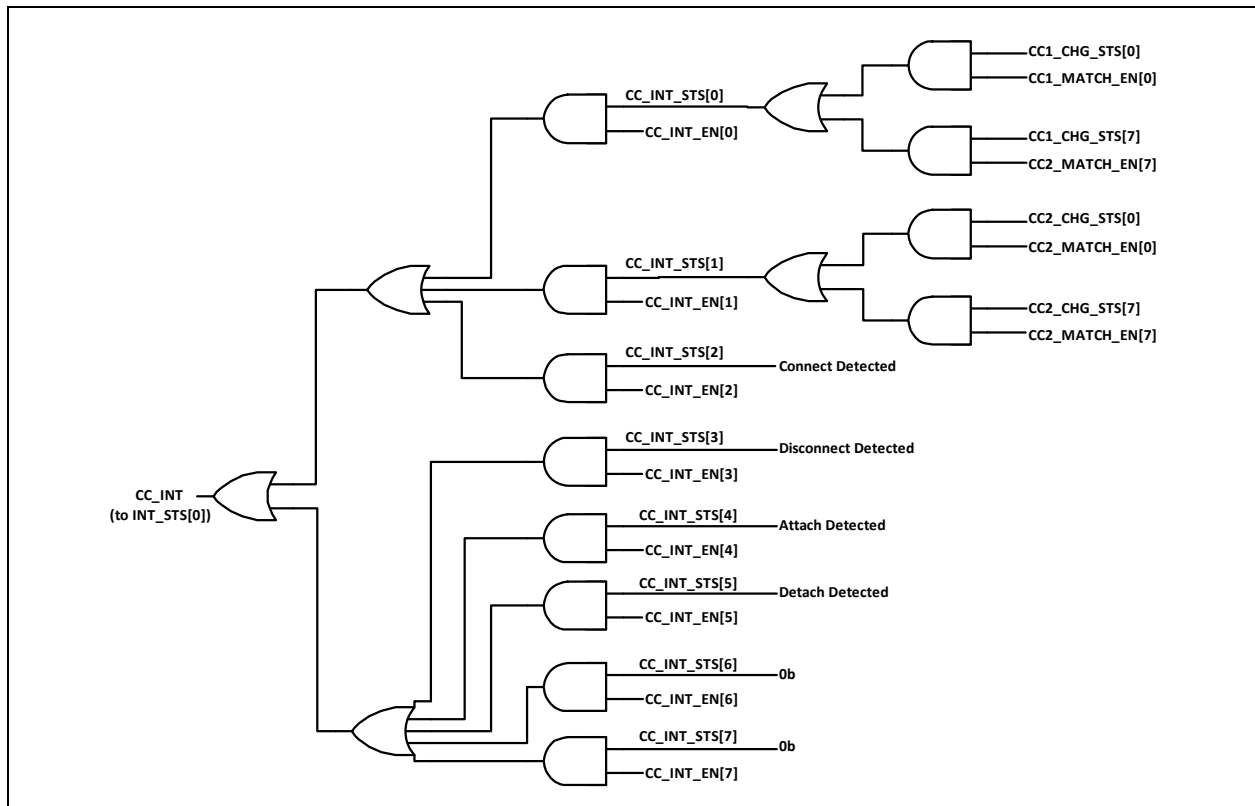 CC1_CHG_STS[0]
CC1_MATCH_EN[0]
CC_INT_STS[0]
CC_INT_EN[0]
CC1_CHG_STS[7]
CC2_MATCH_EN[7]
CC2_CHG_STS[0]
CC2_MATCH_EN[0]
CC_INT_STS[1]
CC_INT_EN[1]
CC2_CHG_STS[7]
CC2_MATCH_EN[7]
CC_INT_STS[2]
Connect Detected
CC_INT_EN[2]
CC_INT_STS[3]
Disconnect Detected
CC_INT_EN[3]
CC_INT
(to INT_STS[0])
CC_INT_STS[4]
Attach Detected
CC_INT_EN[4]
CC_INT_STS[5]
Detach Detected
CC_INT_EN[5]
CC_INT_STS[6]
0b
CC_INT_EN[6]
CC_INT_STS[7]
0b
CC_INT_EN[7]